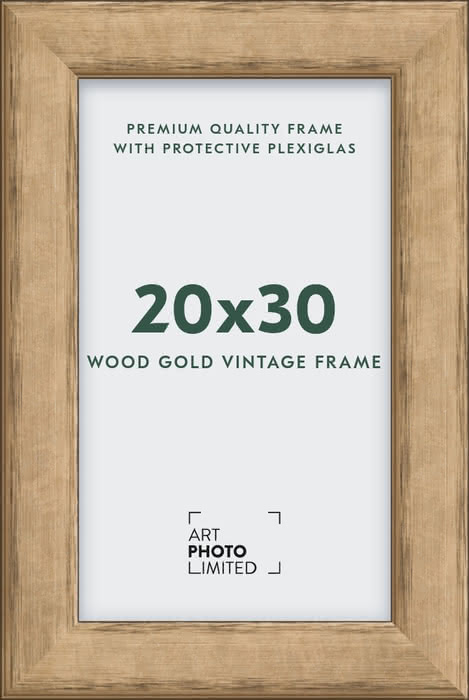 PREMIUM QUALITY FRAME
WITH PROTECTIVE PLEXIGLAS
20x30
WOOD GOLD VINTAGE FRAME
ART
PHOTO
LIMITED